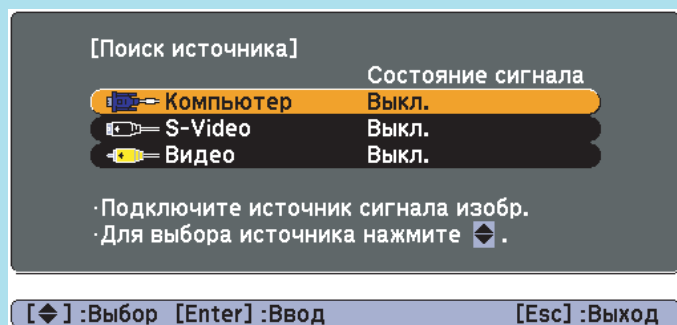 [Поиск источника]
Состояние сигнала
Компьютер Выкл.
S-Video Выкл.
Видео Выкл.
·Подключите источник сигнала изобр.
·Для выбора источника нажмите ◆.
[◆]:Выбор [Enter]:Ввод [Esc]:Выход